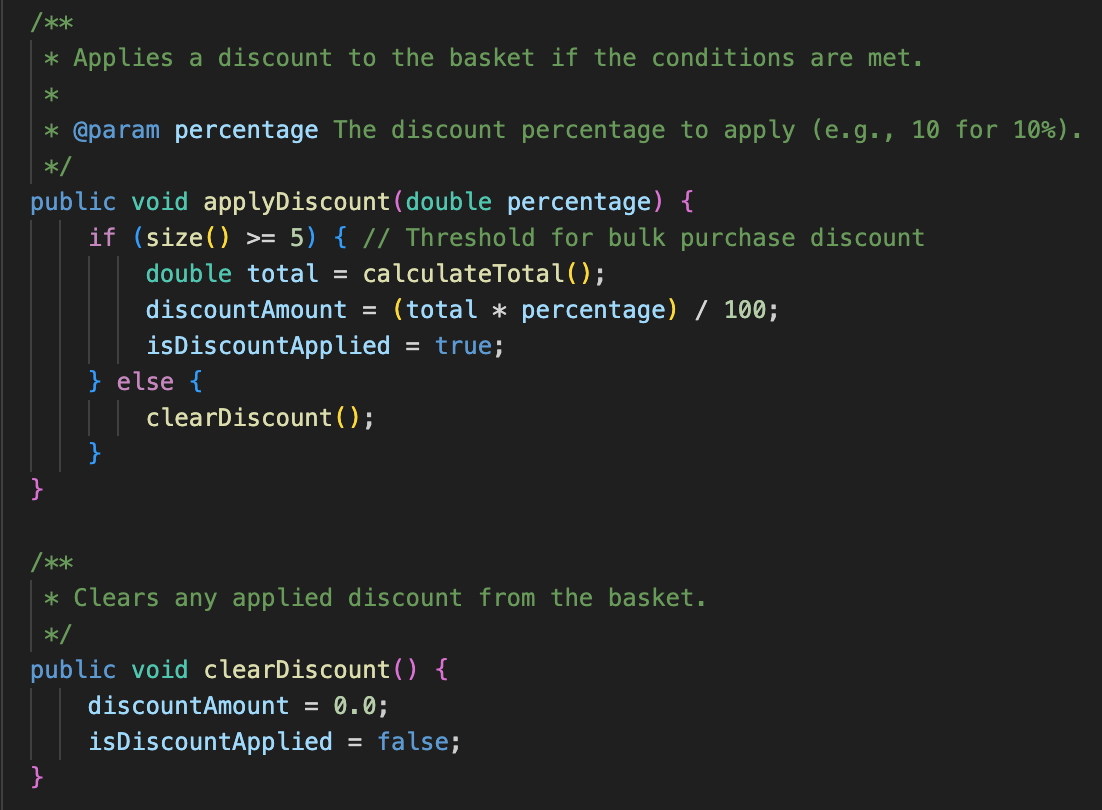 /**
 * Applies a discount to the basket if the conditions are met.
 *
 * @param percentage The discount percentage to apply (e.g., 10 for 10%).
 */
public void applyDiscount(double percentage) {
    if (size() >= 5) { // Threshold for bulk purchase discount
        double total = calculateTotal();
        discountAmount = (total * percentage) / 100;
        isDiscountApplied = true;
    } else {
        clearDiscount();
    }
}

/**
 * Clears any applied discount from the basket.
 */
public void clearDiscount() {
    discountAmount = 0.0;
    isDiscountApplied = false;
}